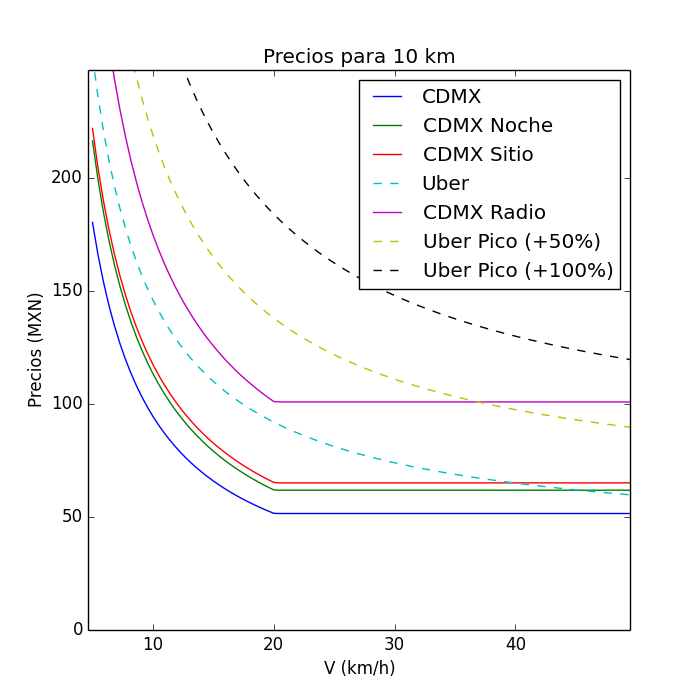 Precios para 10 km
CDMX
CDMX Noche
CDMX Sitio
Uber
CDMX Radio
Uber Pico (+50%)
Uber Pico (+100%)
Precios (MXN)
200
150
100
50
0
10 20 30 40
V (km/h)